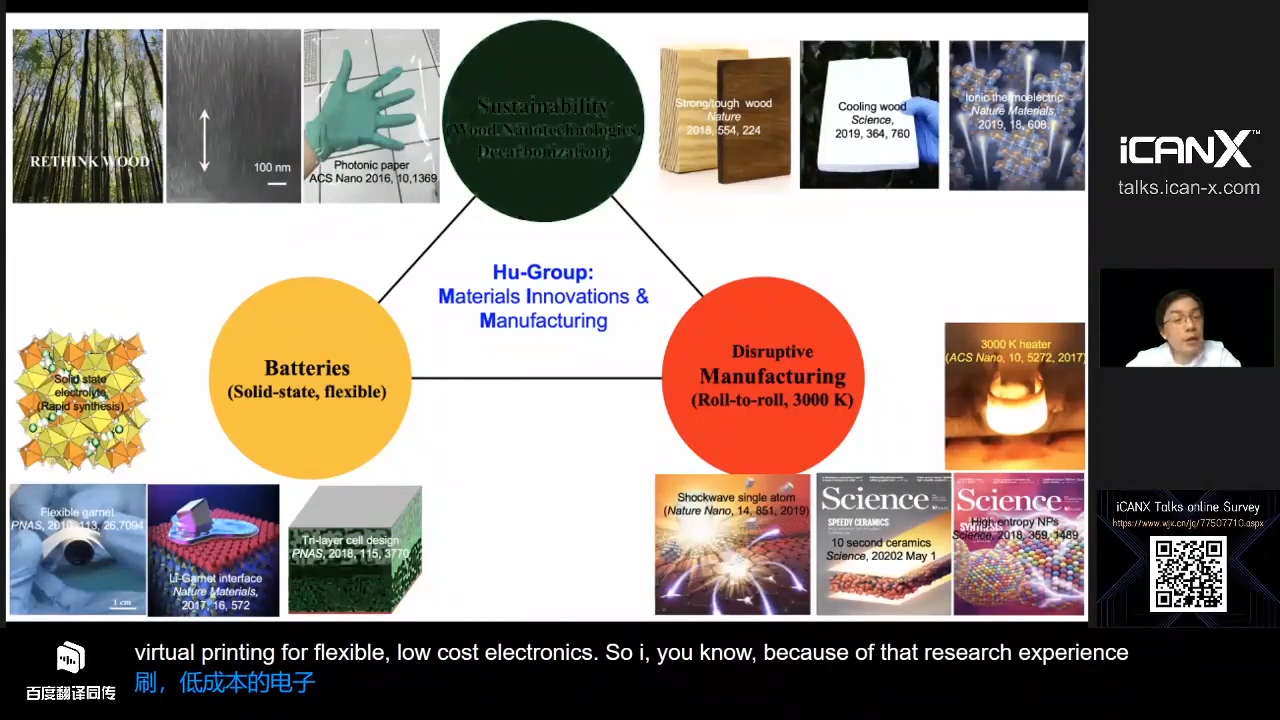 RETHINK WOOD
100 nm
Photonic paper
ACS Nano 2016, 10,1369
Sustainability
(Wood Nanotechnologies,
Decarbonization)
Strong/tough wood
Nature
2018, 554, 224
Cooling wood
Science,
2019, 364, 760
Ionic thermoelectric
Nature Materials,
2019, 18, 608.
iCANX™
talks.ican-x.com
Hu-Group:
Materials Innovations &
Manufacturing
Batteries
(Solid-state, flexible)
Disruptive
Manufacturing
(Roll-to-roll, 3000 K)
3000 K heater
(ACS Nano, 10, 5272, 2017)
Solid state
electrolyte
(Rapid synthesis)
Flexible garnet
PNAS, 2016, 113, 26,7094
1 cm
Li-Garnet interface
Nature Materials,
2017, 16, 572
Tri-layer cell design
PNAS, 2018, 115, 3770
Shockwave single atom
(Nature Nano, 14, 851, 2019)
Science
SPEEDY CERAMICS
10 second ceramics
Science, 20202 May 1
Science
High entropy NPs
Science, 2018, 359, 1489
iCANX Talks online Survey
https://www.wjx.cn/jq/77507710.aspx
virtual printing for flexible, low cost electronics. So i, you know, because of that research experience
刷，低成本的电子
百度翻译同传